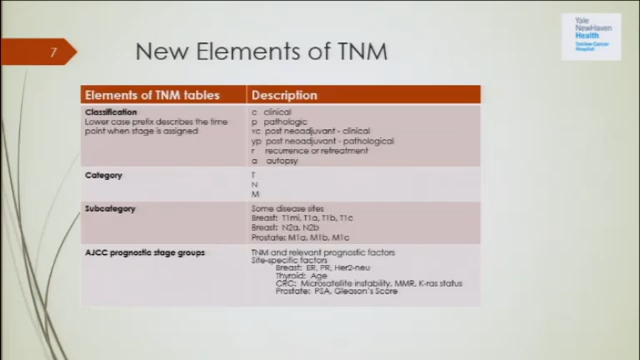 7
New Elements of TNM
Yale
NewHaven
Health
Smilow Cancer
Hospital
Elements of TNM tables
Description
Classification
Lower case prefix describes the time
point when stage is assigned
c clinical
p pathologic
yc post neoadjuvant - clinical
yp post neoadjuvant - pathological
r recurrence or retreatment
a autopsy
Category
T
N
M
Subcategory
Some disease sites
Breast: T1mi, T1a, T1b, T1c
Breast: N2a, N2b
Prostate: M1a, M1b, M1c
AJCC prognostic stage groups
TNM and relevant prognostic factors
Site-specific factors
Breast: ER, PR, Her2-neu
Thyroid: Age
CRC: Microsatellite instability, MMR, K-ras status
Prostate: PSA, Gleason's Score